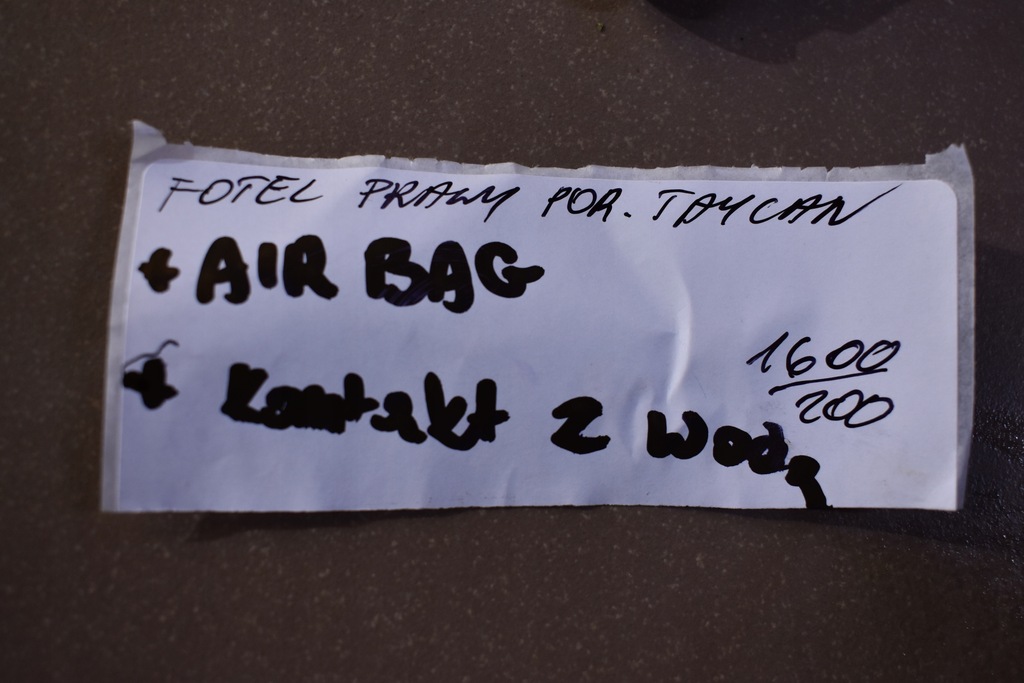 FOTEL PRAWY POR. TAYCAN
+ AIR BAG
1600
+ Kontakt z wodą
200